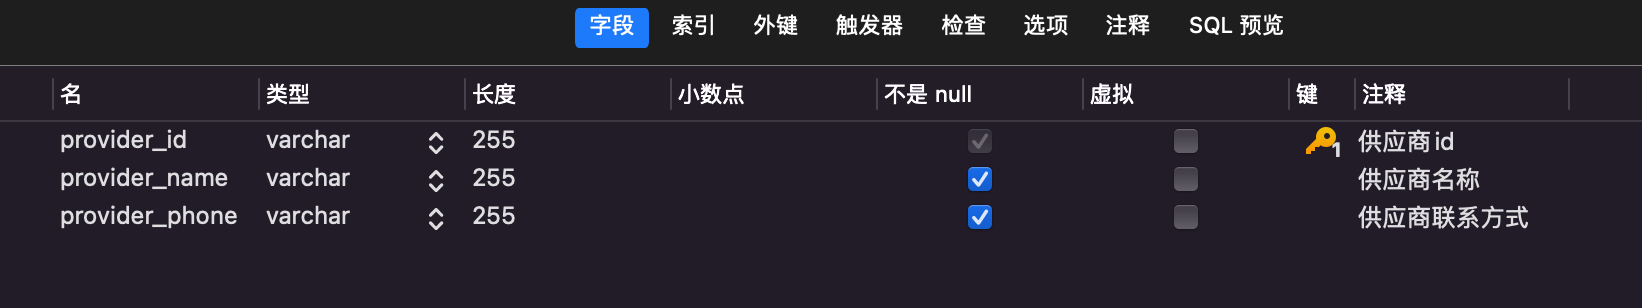 字段 索引 外键 触发器 检查 选项 注释 SQL 预览
名 类型 长度 小数点 不是 null 虚拟 键 注释
provider_id varchar 255 1 供应商id
provider_name varchar 255 供应商名称
provider_phone varchar 255 供应商联系方式